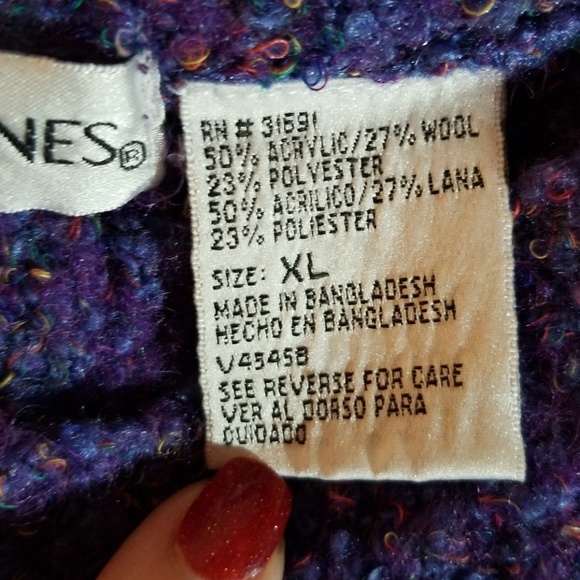 NES®
RN # 31691
50% ACRYLIC/27% WOOL
23% POLYESTER
50% ACRILICO/27% LANA
23% POLIESTER
SIZE: XL
MADE IN BANGLADESH
HECHO EN BANGLADESH
V4945B
SEE REVERSE FOR CARE
VER AL DORSO PARA
CUIDADO